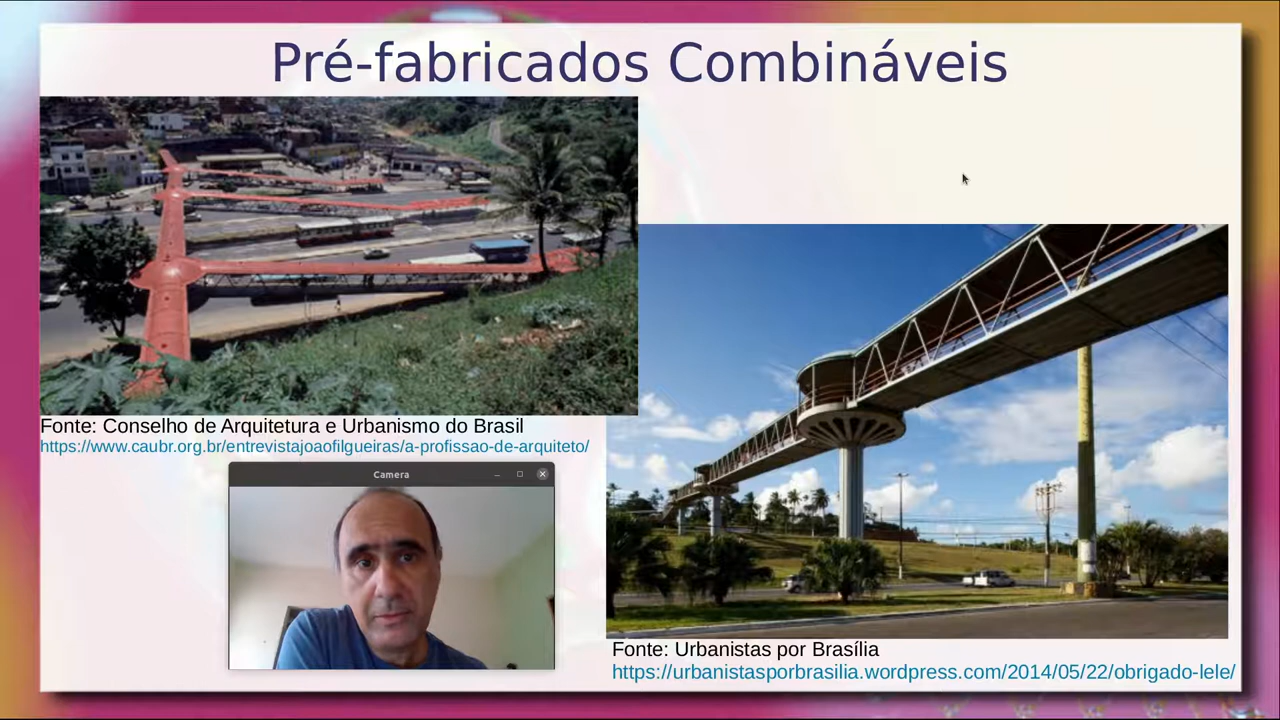 Pré-fabricados Combináveis
Fonte: Conselho de Arquitetura e Urbanismo do Brasil
https://www.caubr.org.br/entrevistajoaofilgueiras/a-profissao-de-arquiteto/
Camera
Fonte: Urbanistas por Brasília
https://urbanistasporbrasilia.wordpress.com/2014/05/22/obrigado-lele/